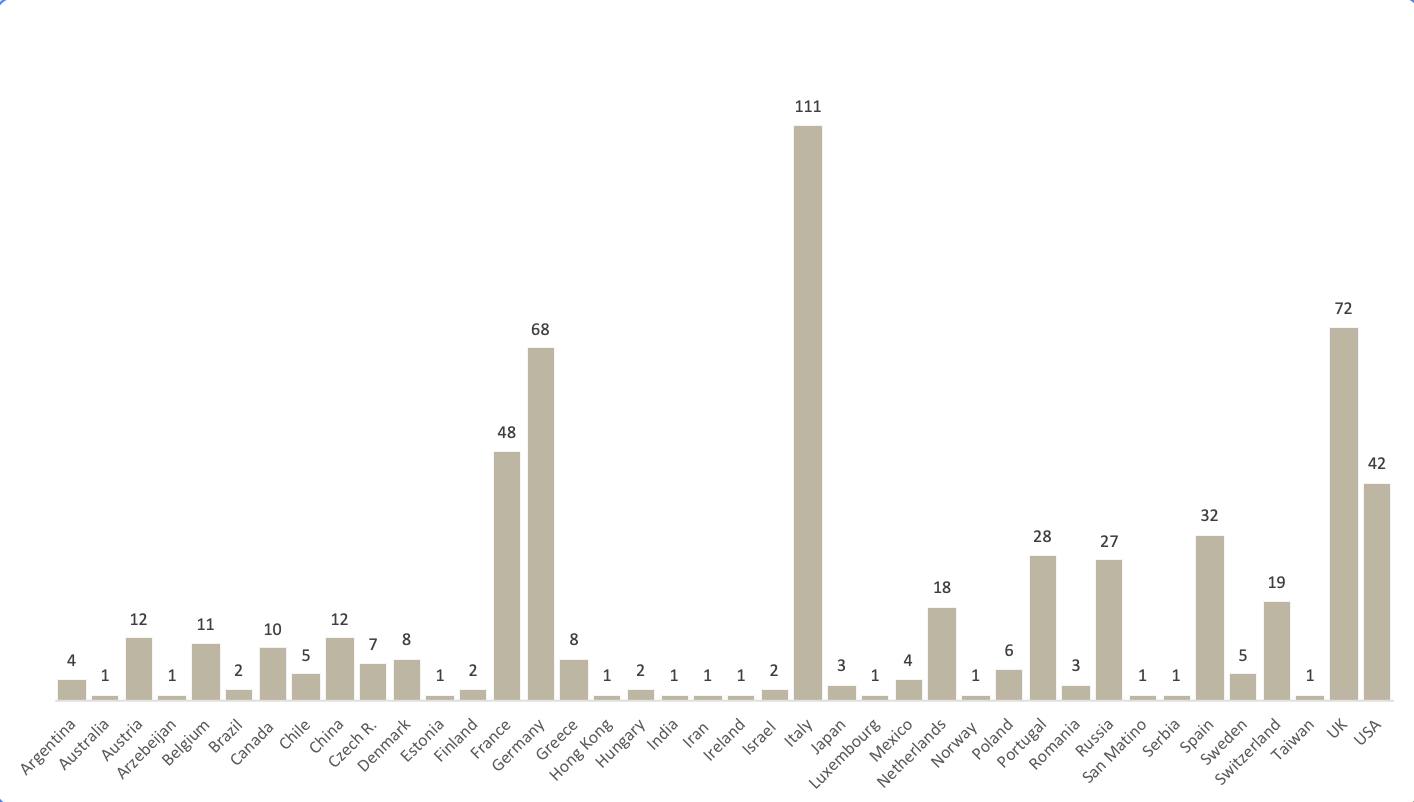 111
72
68
48
42
32
28
27
19
18
12
12
11
10
8
8
7
6
5
5
4
4
3
3
2
2
2
2
1
1
1
1
1
1
1
1
1
1
1
1
Argentina
Australia
Austria
Arzebeijan
Belgium
Brazil
Canada
Chile
China
Czech R.
Denmark
Estonia
Finland
France
Germany
Greece
Hong Kong
Hungary
India
Iran
Ireland
Israel
Italy
Japan
Luxembourg
Mexico
Netherlands
Norway
Poland
Portugal
Romania
Russia
San Matino
Serbia
Spain
Sweden
Switzerland
Taiwan
UK
USA